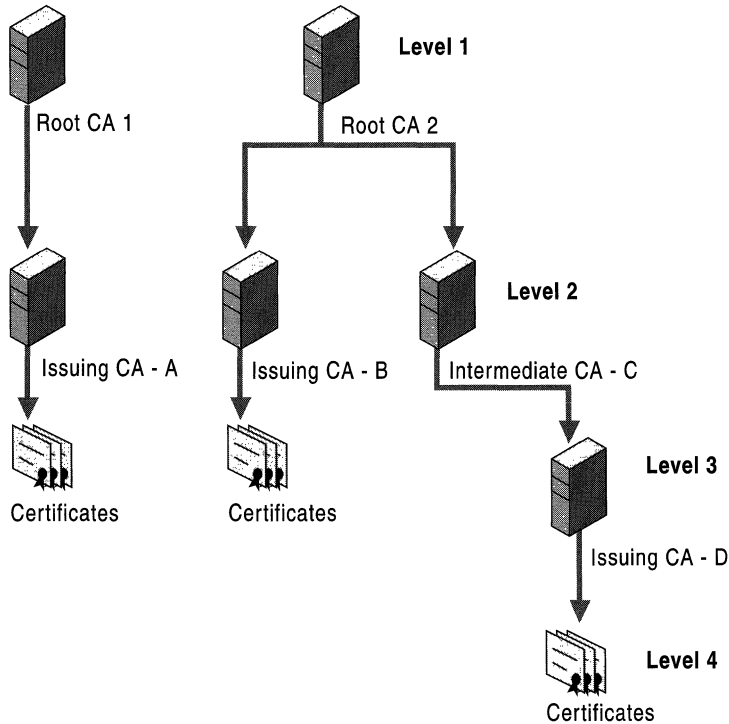 Level 1
Root CA 1
Root CA 2
Level 2
Issuing CA - A
Issuing CA - B
Intermediate CA - C
Level 3
Certificates
Certificates
Issuing CA - D
Level 4
Certificates